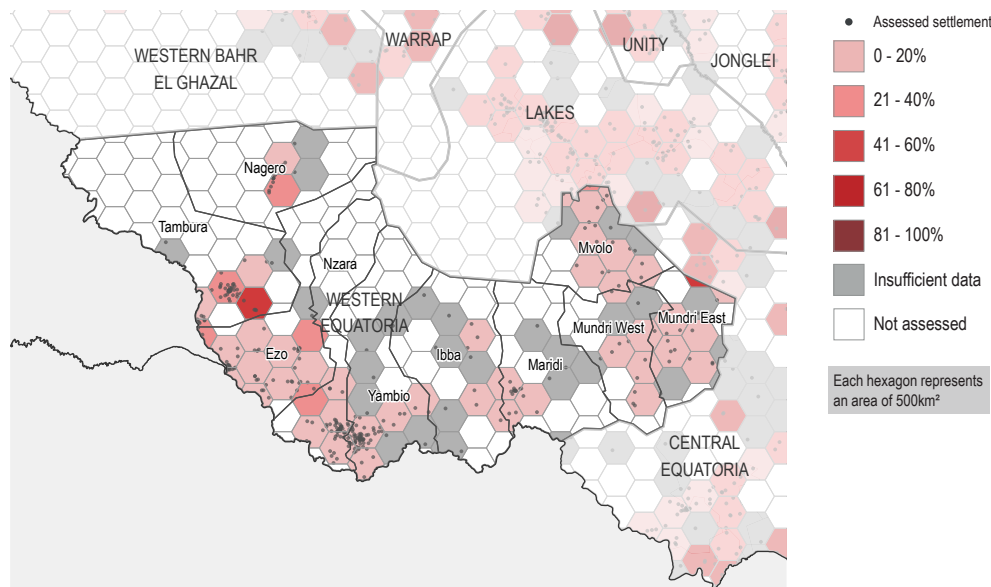 WESTERN BAHR
EL GHAZAL
WARRAP
UNITY
JONGLEI
LAKES
Nagero
Tambura
Nzara
Mvolo
WESTERN
EQUATORIA
Ezo
Ibba
Maridi
Mundri West
Mundri East
Yambio
CENTRAL
EQUATORIA
Assessed settlement
0 - 20%
21 - 40%
41 - 60%
61 - 80%
81 - 100%
Insufficient data
Not assessed
Each hexagon represents
an area of 500km²